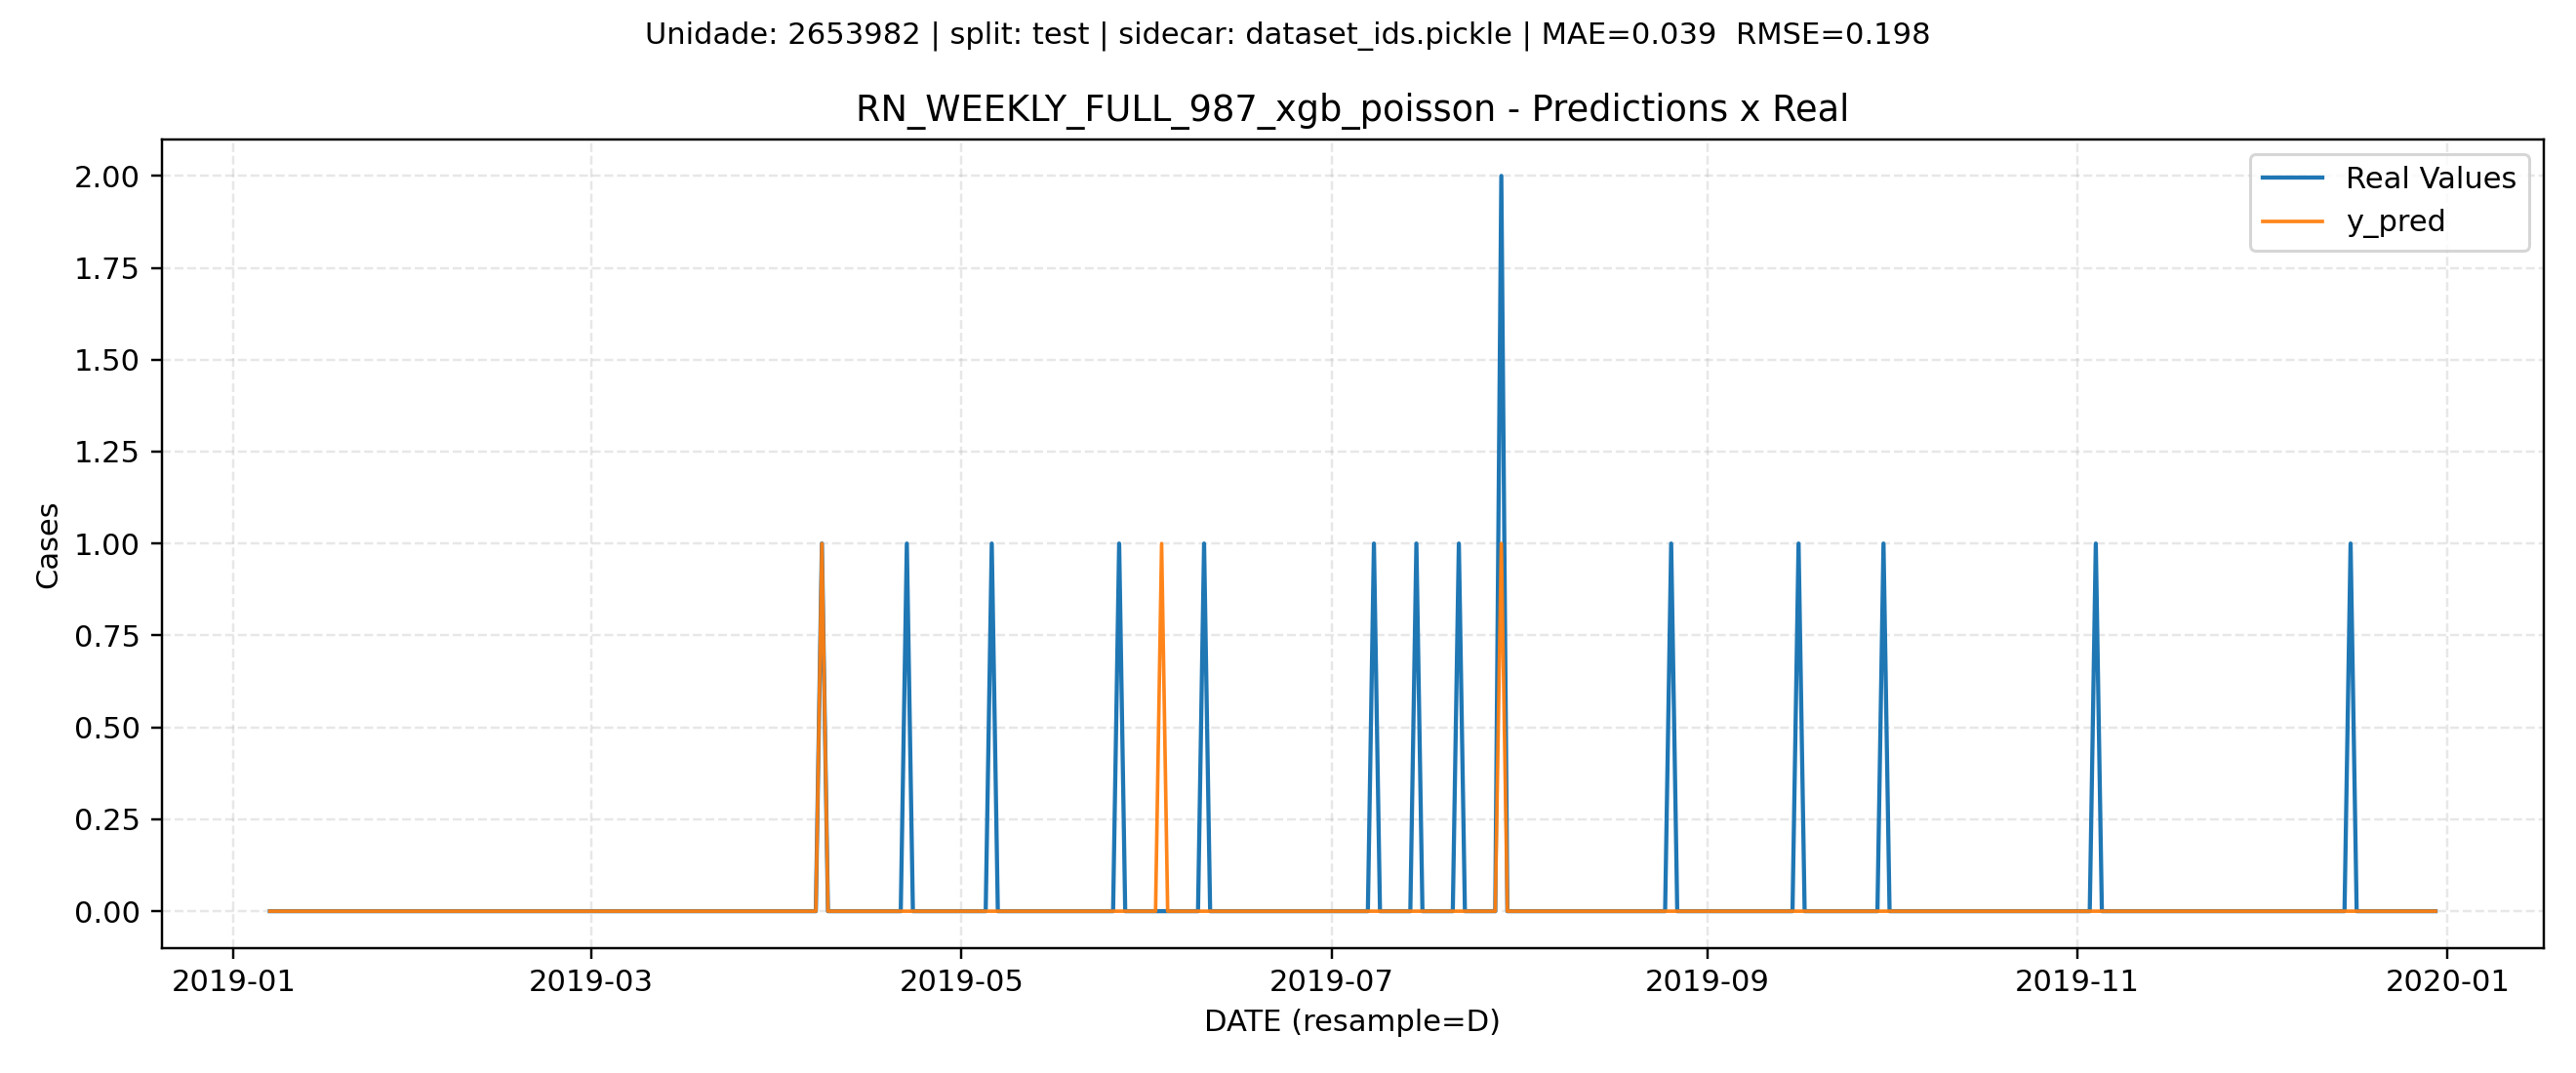 Unidade: 2653982 | split: test | sidecar: dataset_ids.pickle | MAE=0.039  RMSE=0.198
RN_WEEKLY_FULL_987_xgb_poisson - Predictions x Real
Real Values
y_pred
2.00
1.75
1.50
1.25
1.00
0.75
0.50
0.25
0.00
Cases
2019-01
2019-03
2019-05
2019-07
2019-09
2019-11
2020-01
DATE (resample=D)